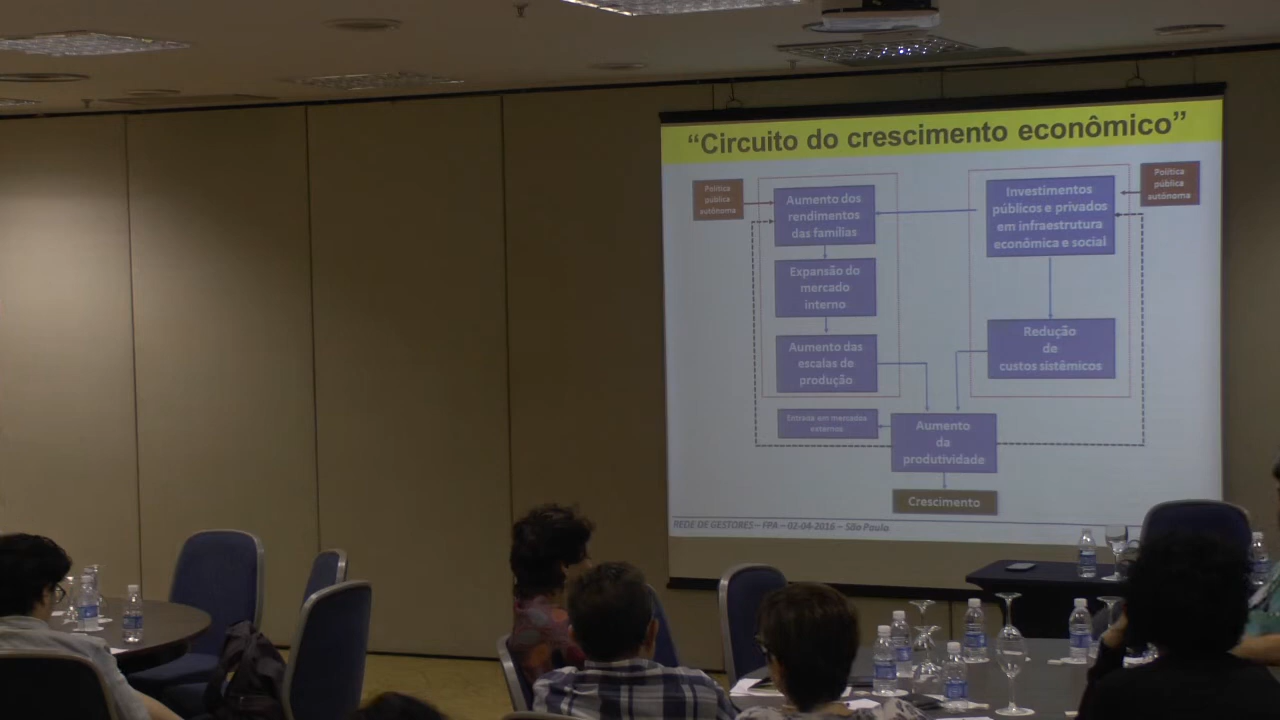 “Circuito do crescimento econômico”
Política
pública
autônoma
Aumento dos
rendimentos
das famílias
Investimentos
públicos e privados
em infraestrutura
econômica e social
Política
pública
autônoma
Expansão do
mercado
interno
Aumento das
escalas de
produção
Redução
de
custos sistêmicos
Entrada em mercados
externos
Aumento
da
produtividade
Crescimento
REDE DE GESTORES – FPA – 02-04-2016 – São Paulo